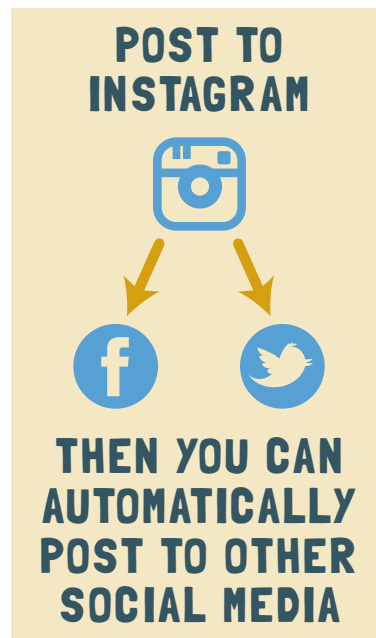 POST TO
INSTAGRAM
f
THEN YOU CAN
AUTOMATICALLY
POST TO OTHER
SOCIAL MEDIA